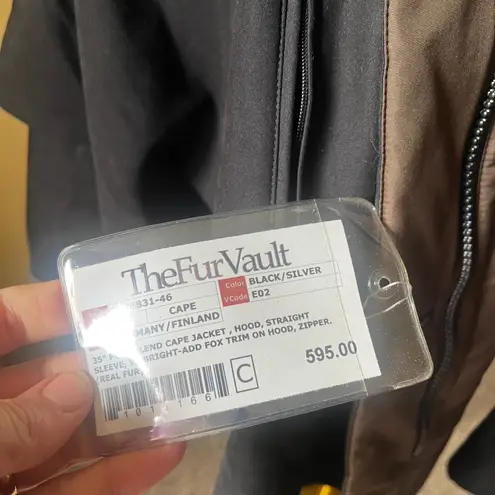 TheFurVault
831-46 Color BLACK/SILVER
CAPE VCode E02
MANY/FINLAND
35" LEND CAPE JACKET , HOOD, STRAIGHT
SLEEVE, BRIGHT-ADD FOX TRIM ON HOOD, ZIPPER.
(REAL FUR
C 595.00
166